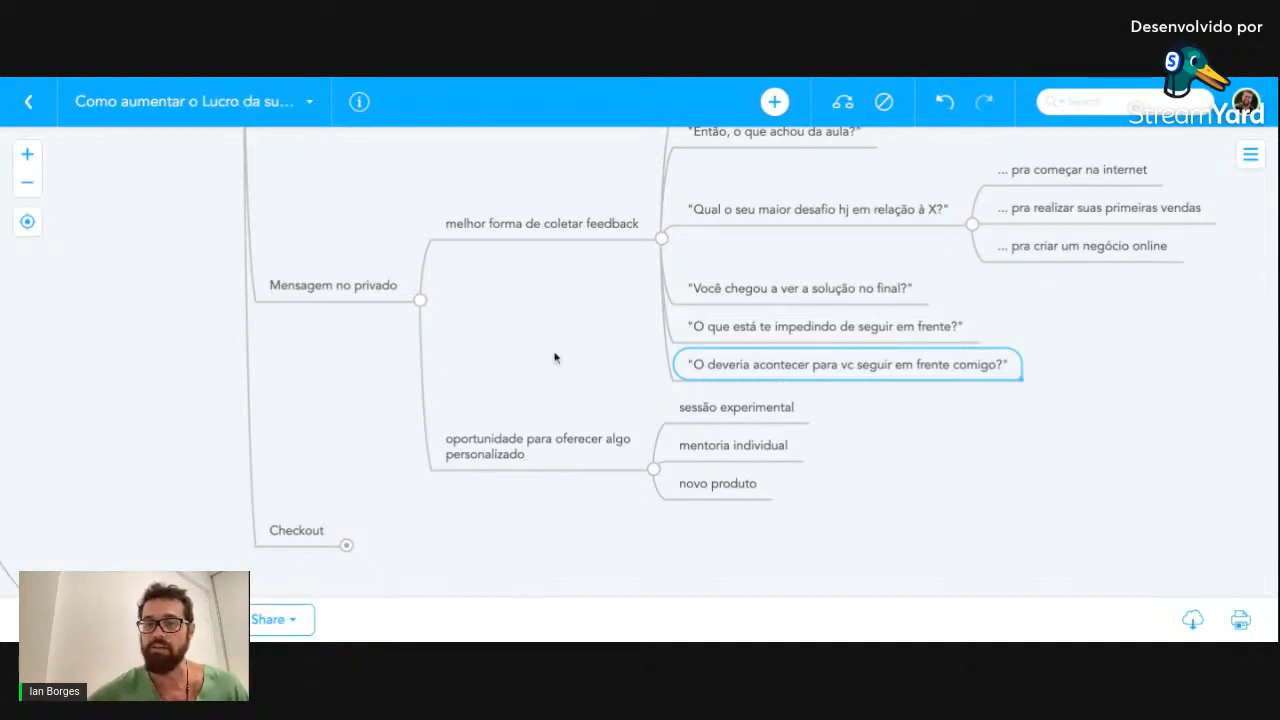 Desenvolvido por
StreamYard
Como aumentar o Lucro da su...
Search
"Então, o que achou da aula?"
... pra começar na internet
"Qual o seu maior desafio hj em relação à X?"
... pra realizar suas primeiras vendas
melhor forma de coletar feedback
... pra criar um negócio online
Mensagem no privado
"Você chegou a ver a solução no final?"
"O que está te impedindo de seguir em frente?"
"O deveria acontecer para vc seguir em frente comigo?"
sessão experimental
oportunidade para oferecer algo
personalizado
mentoria individual
novo produto
Checkout
Share
Ian Borges